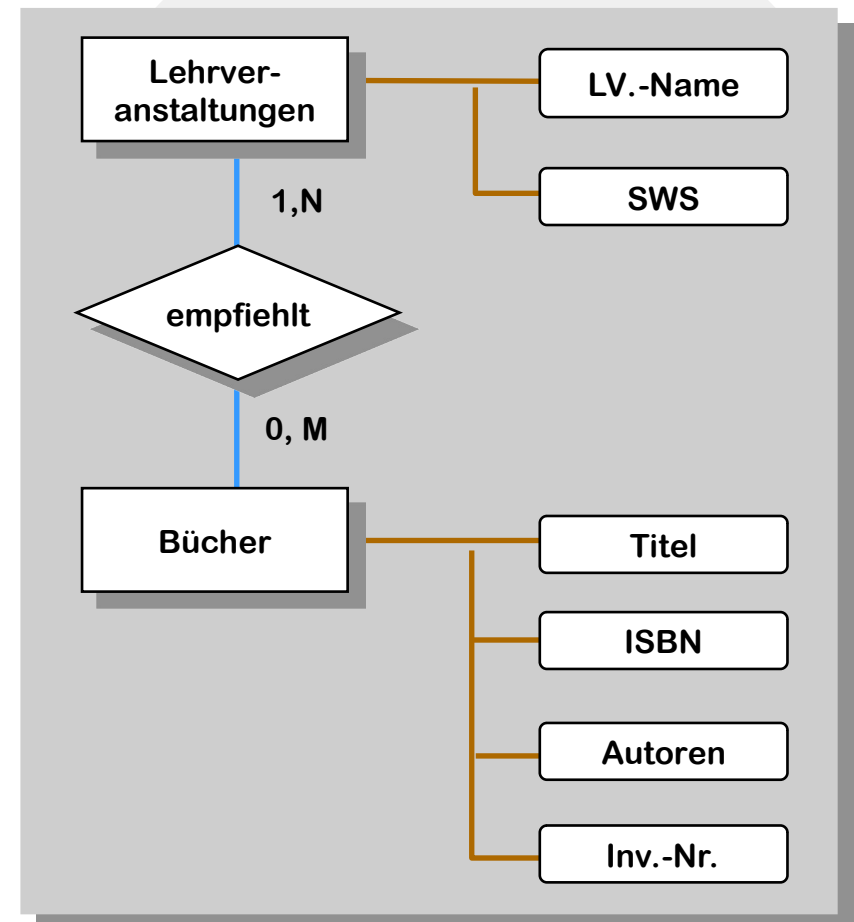 Lehrver-
anstaltungen
LV.-Name
SWS
1,N
empfiehlt
0, M
Bücher
Titel
ISBN
Autoren
Inv.-Nr.